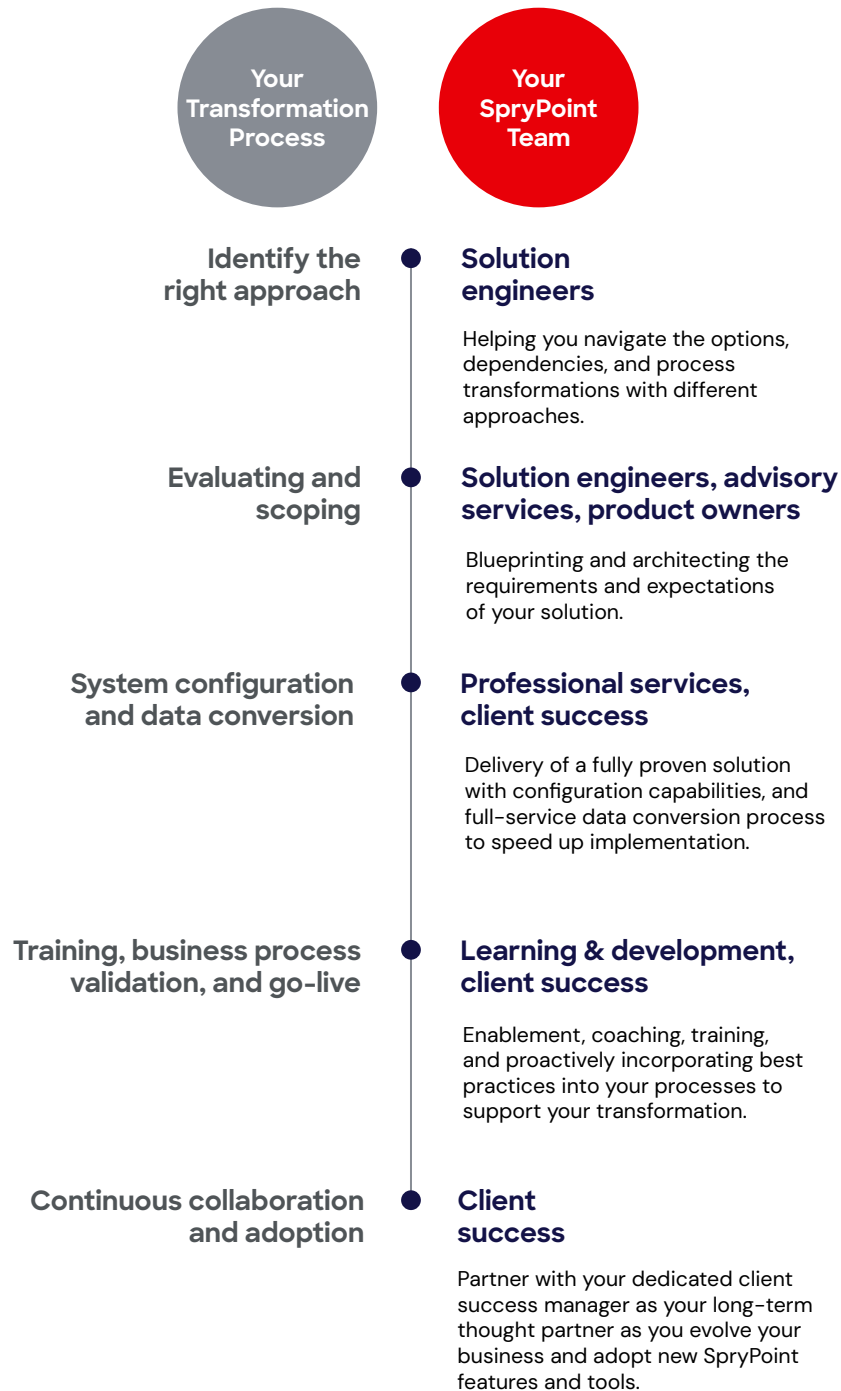 Your
Transformation
Process
Your
SpryPoint
Team
Identify the
right approach
Solution
engineers
Helping you navigate the options,
dependencies, and process
transformations with different
approaches.
Evaluating and
scoping
Solution engineers, advisory
services, product owners
Blueprinting and architecting the
requirements and expectations
of your solution.
System configuration
and data conversion
Professional services,
client success
Delivery of a fully proven solution
with configuration capabilities, and
full-service data conversion process
to speed up implementation.
Training, business process
validation, and go-live
Learning & development,
client success
Enablement, coaching, training,
and proactively incorporating best
practices into your processes to
support your transformation.
Continuous collaboration
and adoption
Client
success
Partner with your dedicated client
success manager as your long-term
thought partner as you evolve your
business and adopt new SpryPoint
features and tools.